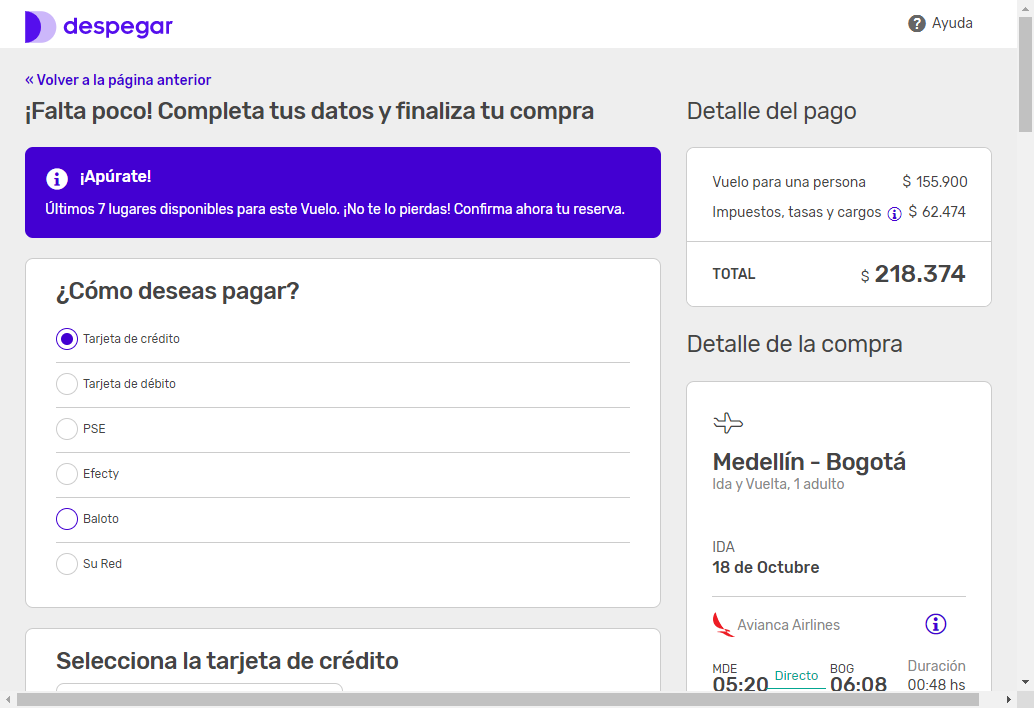 despegar
Ayuda
« Volver a la página anterior
¡Falta poco! Completa tus datos y finaliza tu compra
¡Apúrate!
Últimos 7 lugares disponibles para este Vuelo. ¡No te lo pierdas! Confirma ahora tu reserva.
¿Cómo deseas pagar?
Tarjeta de crédito
Tarjeta de débito
PSE
Efecty
Baloto
Su Red
Selecciona la tarjeta de crédito
Detalle del pago
Vuelo para una persona $ 155.900
Impuestos, tasas y cargos $ 62.474
TOTAL $ 218.374
Detalle de la compra
Medellín - Bogotá
Ida y Vuelta, 1 adulto
IDA
18 de Octubre
Avianca Airlines
MDE Directo BOG Duración
05:20 06:08 00:48 hs